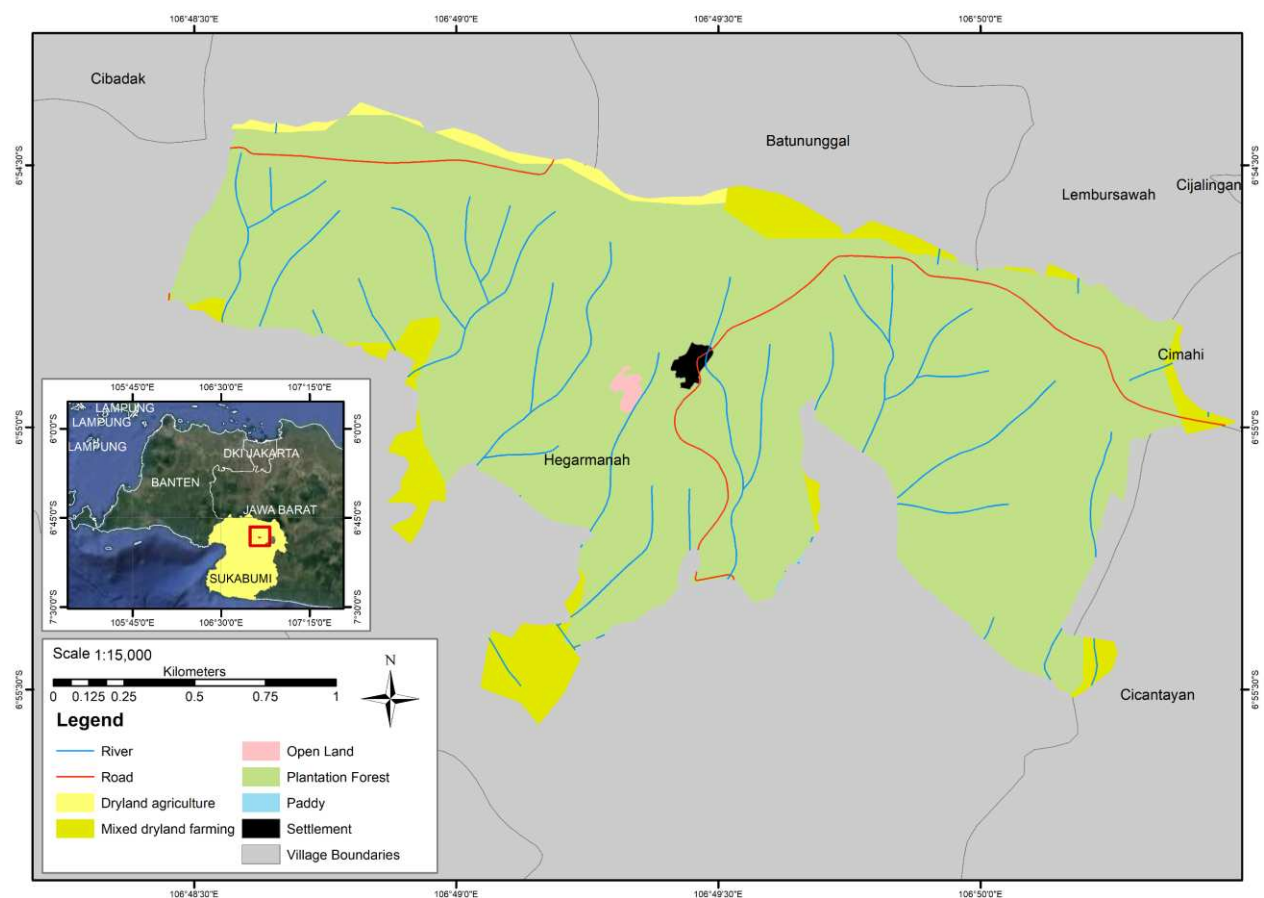 106°48'30"E 106°49'0"E 106°49'30"E 106°50'0"E
Cibadak
Batununggal
6°54'30"S 6°54'30"S
Lembursawah
Cijalingan
Cimahi
6°55'0"S 6°55'0"S
Hegarmanah
6°55'30"S 6°55'30"S
Cicantayan
105°45'0"E 106°30'0"E 107°15'0"E
LAMPUNG
LAMPUNG
LAMPUNG
6°0'0"S 6°0'0"S
DKI JAKARTA
BANTEN
JAWA BARAT
6°45'0"S 6°45'0"S
SUKABUMI
7°30'0"S 7°30'0"S
105°45'0"E 106°30'0"E 107°15'0"E
Scale 1:15,000
Kilometers
0 0.125 0.25 0.5 0.75 1
N
Legend
River
Road
Dryland agriculture
Mixed dryland farming
Open Land
Plantation Forest
Paddy
Settlement
Village Boundaries
106°48'30"E 106°49'0"E 106°49'30"E 106°50'0"E